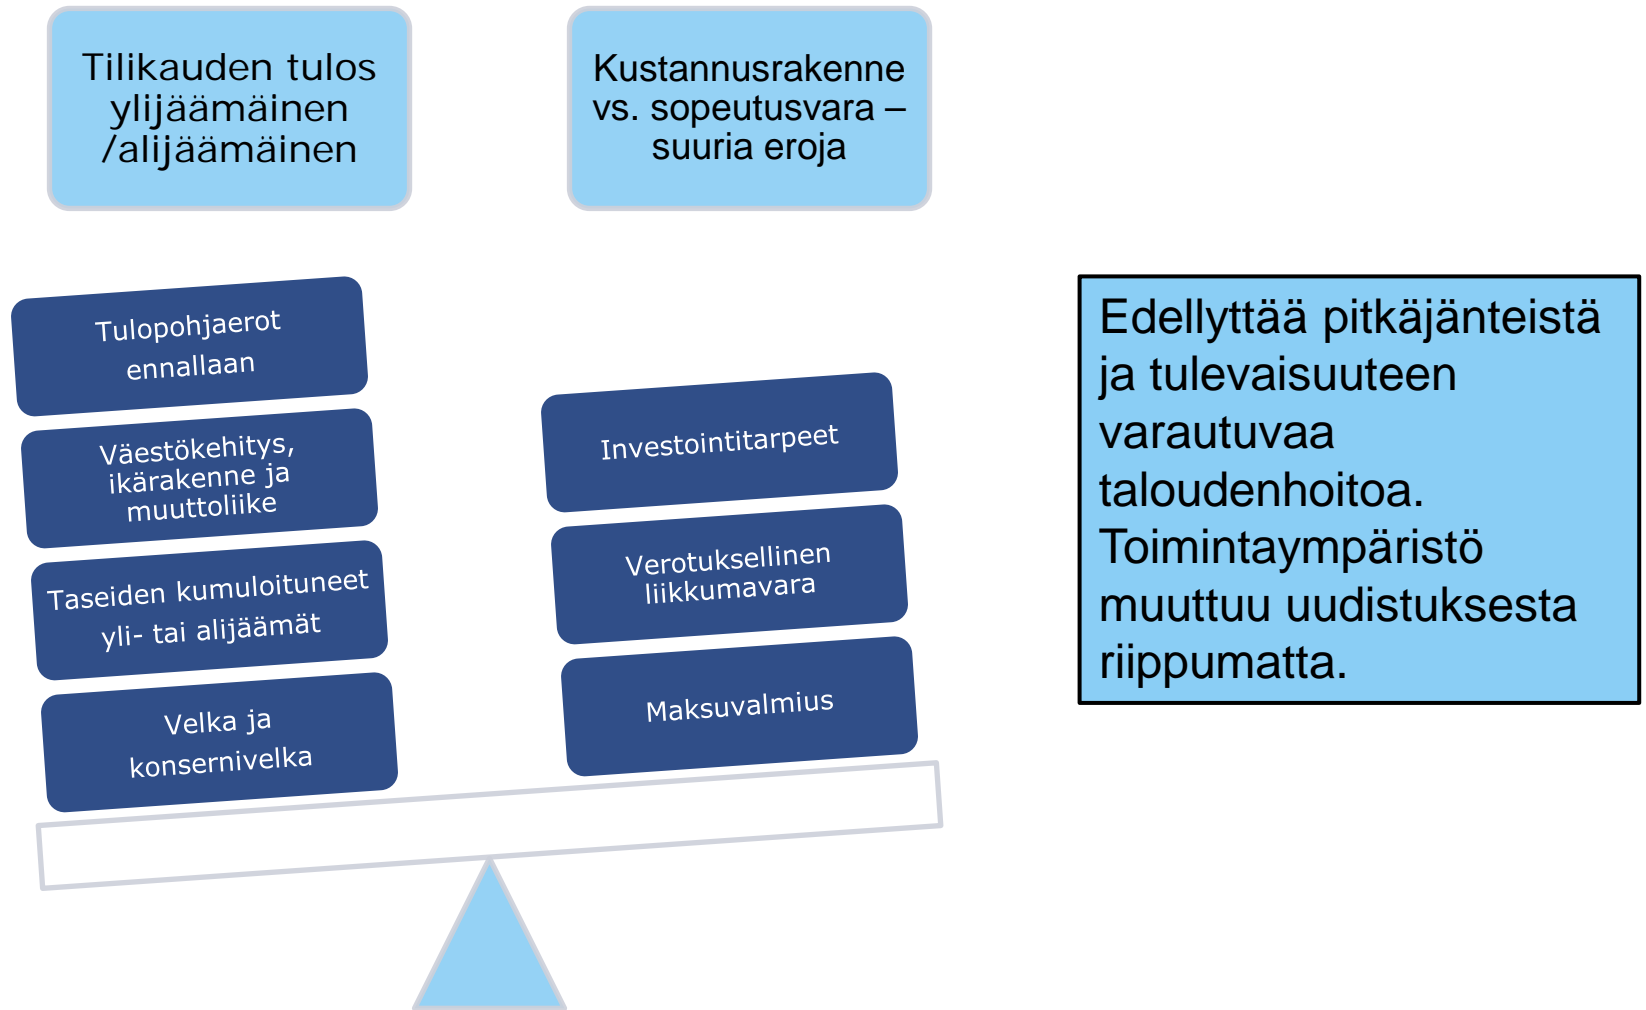 Tilikauden tulos
ylijäämäinen
/alijäämäinen
Kustannusrakenne
vs. sopeutusvara –
suuria eroja
Tulopohjaerot
ennallaan
Väestökehitys,
ikärakenne ja
muuttoliike
Taseiden kumuloituneet
yli- tai alijäämät
Velka ja
konsernivelka
Investointitarpeet
Verotuksellinen
liikkumavara
Maksuvalmius
Edellyttää pitkäjänteistä
ja tulevaisuuteen
varautuvaa
taloudenhoitoa.
Toimintaympäristö
muuttuu uudistuksesta
riippumatta.